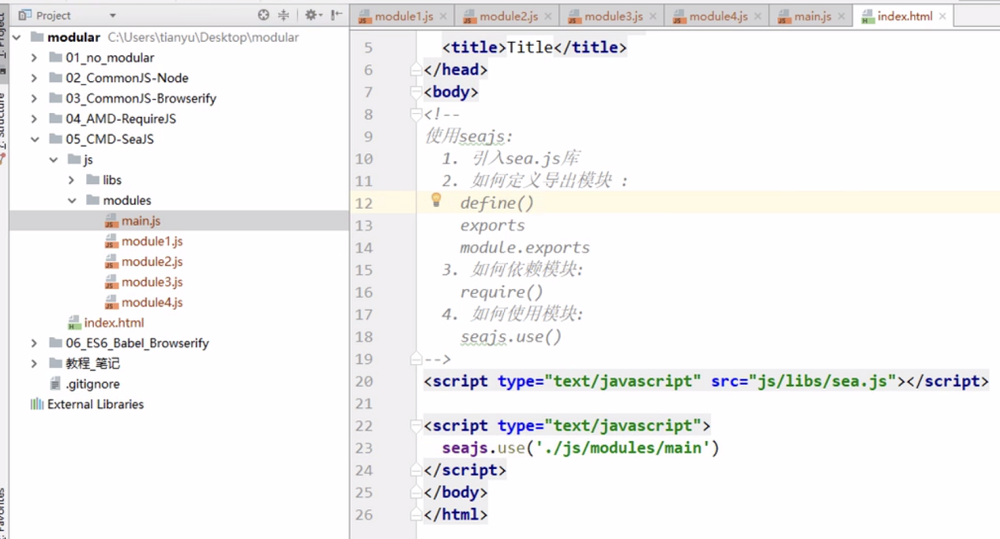 Project
modular C:\Users\tianyu\Desktop\modular
01_no_modular
02_CommonJS-Node
03_CommonJS-Browserify
04_AMD-RequireJS
05_CMD-SeaJS
js
libs
modules
main.js
module1.js
module2.js
module3.js
module4.js
index.html
06_ES6_Babel_Browserify
教程_笔记
.gitignore
External Libraries
module1.js module2.js module3.js module4.js main.js index.html
5 <title>Title</title>
6 </head>
7 <body>
8 <!--
9 使用seajs:
10 1. 引入sea.js库
11 2. 如何定义导出模块 :
12 define()
13 exports
14 module.exports
15 3. 如何依赖模块:
16 require()
17 4. 如何使用模块:
18 seajs.use()
19 -->
20 <script type="text/javascript" src="js/libs/sea.js"></script>
21
22 <script type="text/javascript">
23 seajs.use('./js/modules/main')
24 </script>
25 </body>
26 </html>